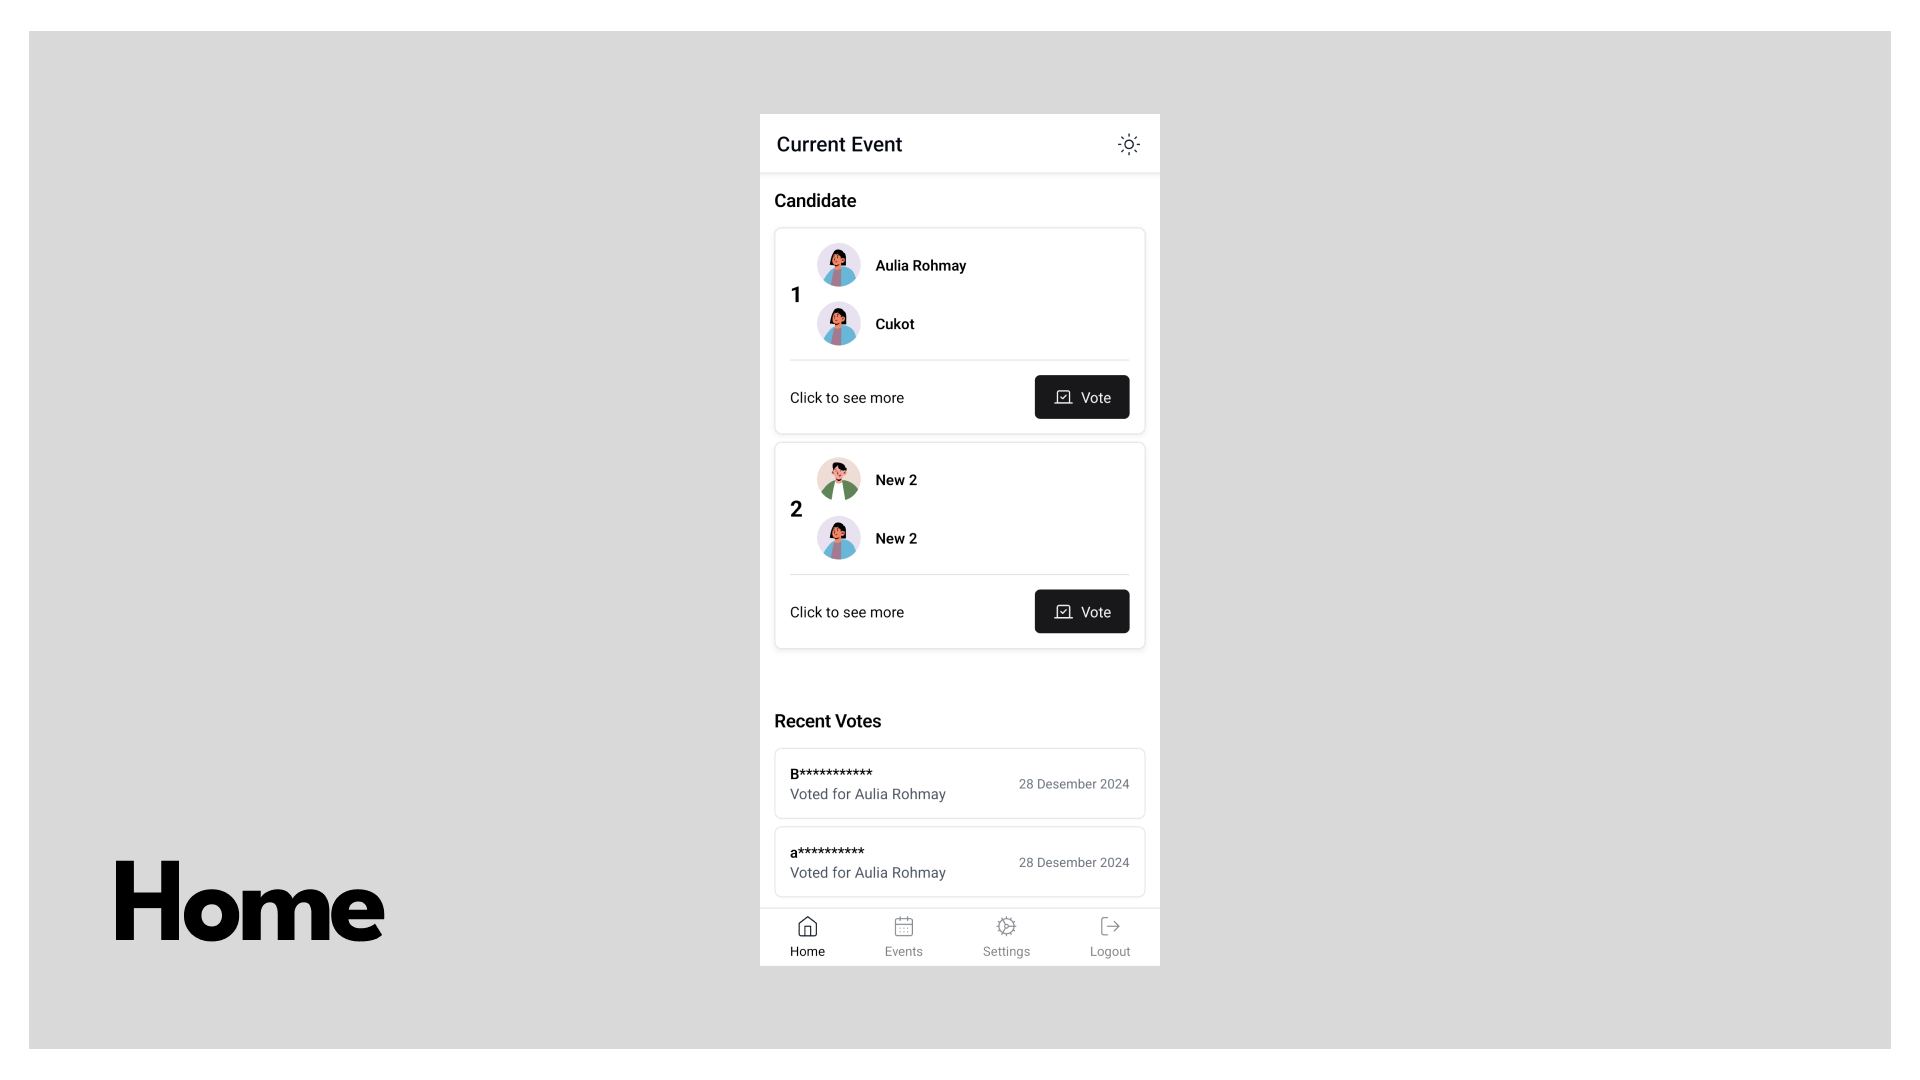 Current Event
Candidate
1
Aulia Rohmay
Cukot
Click to see more
Vote
2
New 2
New 2
Click to see more
Vote
Recent Votes
B***********
Voted for Aulia Rohmay
28 Desember 2024
a**********
Voted for Aulia Rohmay
28 Desember 2024
Home
Events
Settings
Logout
Home